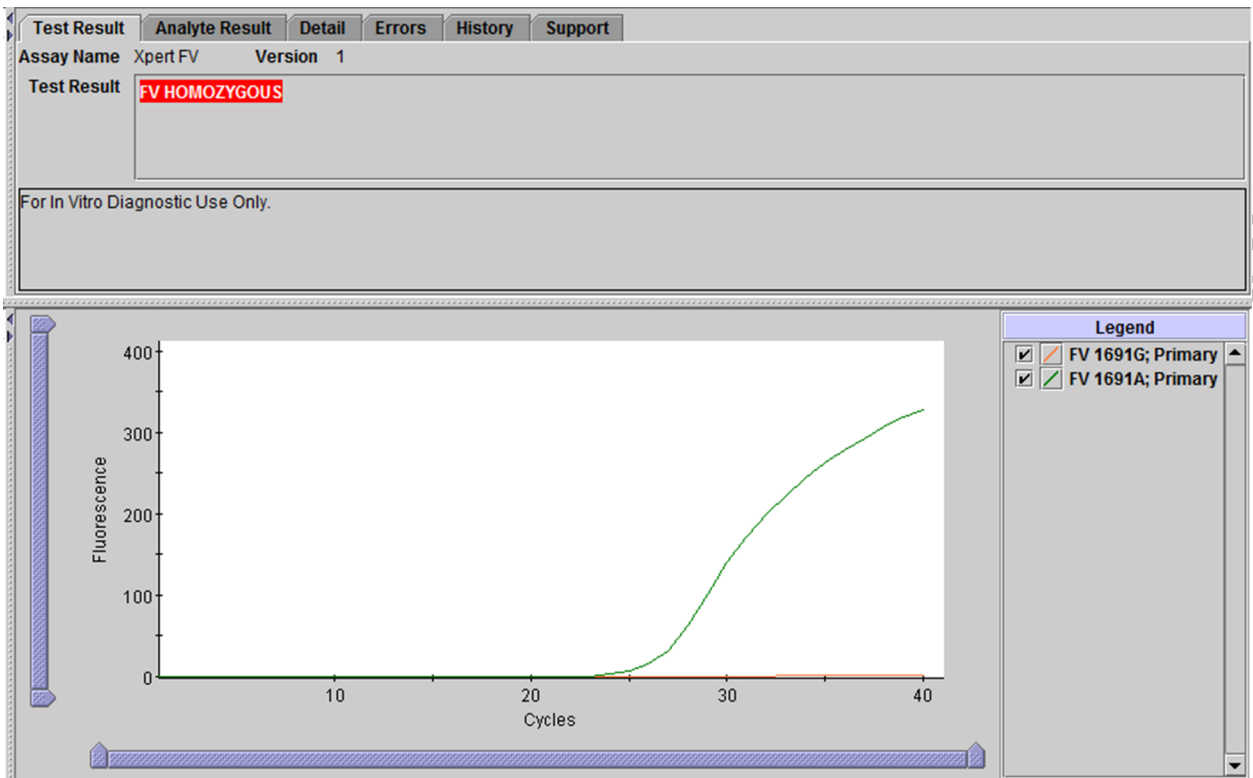 Test Result Analyte Result Detail Errors History Support
Assay Name Xpert FV Version 1
Test Result FV HOMOZYGOUS
For In Vitro Diagnostic Use Only.
Legend
FV 1691G; Primary
FV 1691A; Primary
400
300
200
100
0
Fluorescence
10 20 30 40
Cycles